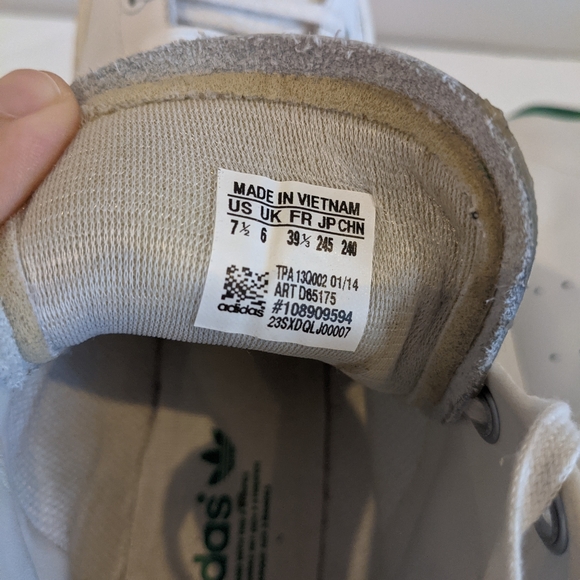 MADE IN VIETNAM
US UK FR JP CHN
7½ 6 39⅓ 245 240
TPA 13Q002 01/14
ART D65175
adidas #108909594
23SXDQLJ00007
adidas